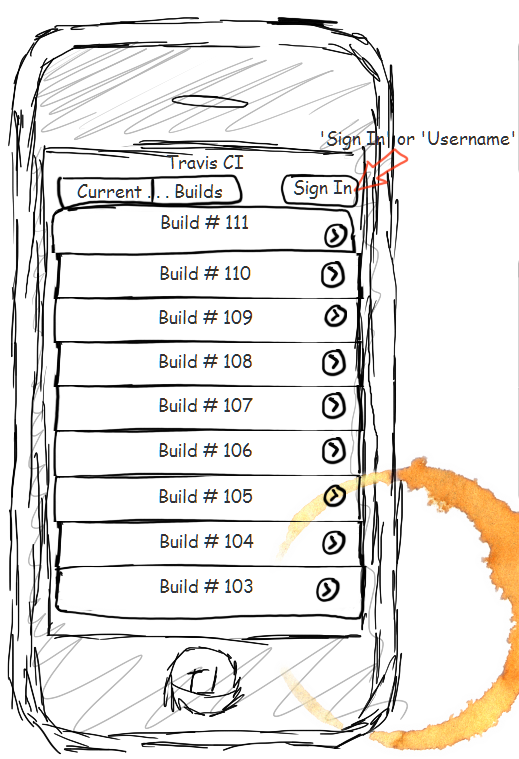 'Sign In' or 'Username'
Travis CI
Current ... Builds
Sign In
Build # 111
Build # 110
Build # 109
Build # 108
Build # 107
Build # 106
Build # 105
Build # 104
Build # 103